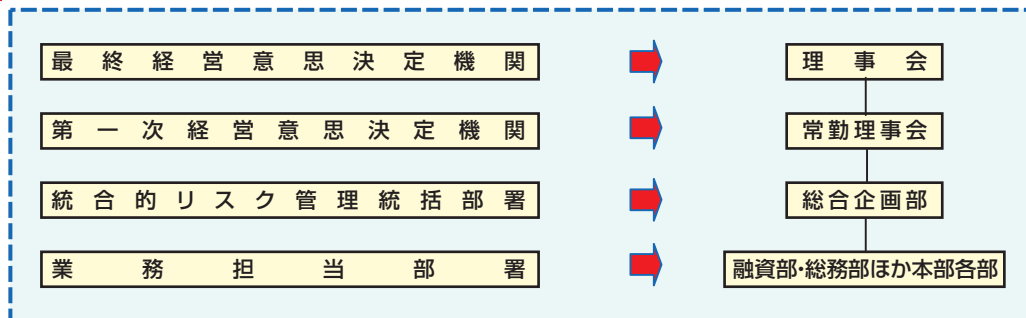 最終経営意思決定機関
理事会
第一次経営意思決定機関
常勤理事会
統合的リスク管理統括部署
総合企画部
業務担当部署
融資部・総務部ほか本部各部